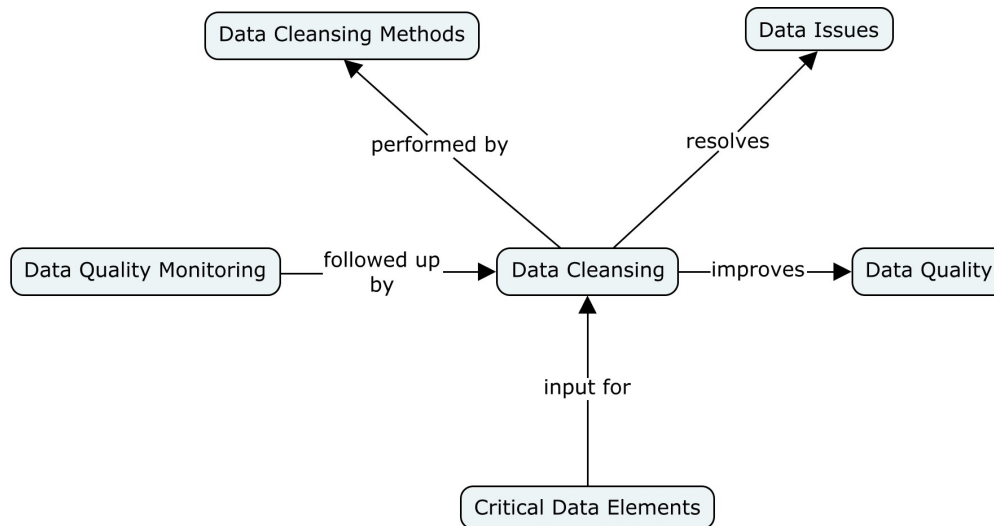 Data Cleansing Methods
Data Issues
performed by
resolves
Data Quality Monitoring
followed up
by
Data Cleansing
improves
Data Quality
input for
Critical Data Elements